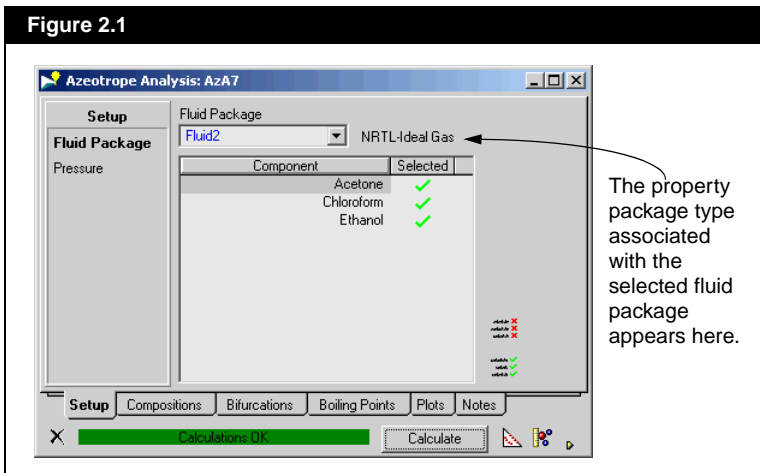 Figure 2.1
Azeotrope Analysis: AzA7
Setup
Fluid Package
Pressure
Fluid Package
Fluid2
NRTL-Ideal Gas
Component Selected
Acetone
Chloroform
Ethanol
The property
package type
associated
with the
selected fluid
package
appears here.
Setup Compositions Bifurcations Boiling Points Plots Notes
Calculations OK
Calculate